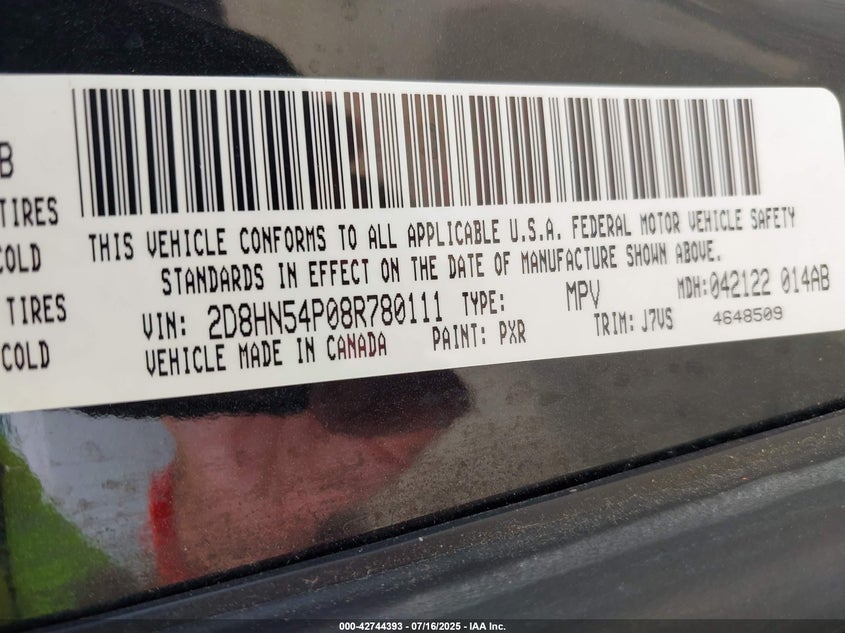 B
TIRES
COLD
TIRES
COLD
THIS VEHICLE CONFORMS TO ALL APPLICABLE U.S.A. FEDERAL MOTOR VEHICLE SAFETY
STANDARDS IN EFFECT ON THE DATE OF MANUFACTURE SHOWN ABOVE.
VIN: 2D8HN54P08R780111 TYPE: MPV MDH: 042122 014AB
VEHICLE MADE IN CANADA PAINT: PXR TRIM: J7VS 4648509
000-42744393 | 07/16/2025 - IAA Inc.